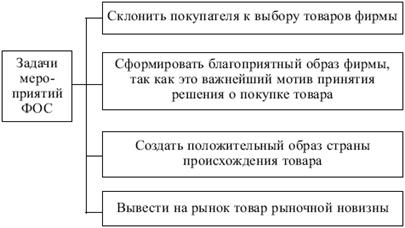 Задачи
меро-
приятий
ФОС
Склонить покупателя к выбору товаров фирмы
Сформировать благоприятный образ фирмы,
так как это важнейший мотив принятия
решения о покупке товара
Создать положительный образ страны
происхождения товара
Вывести на рынок товар рыночной новизны